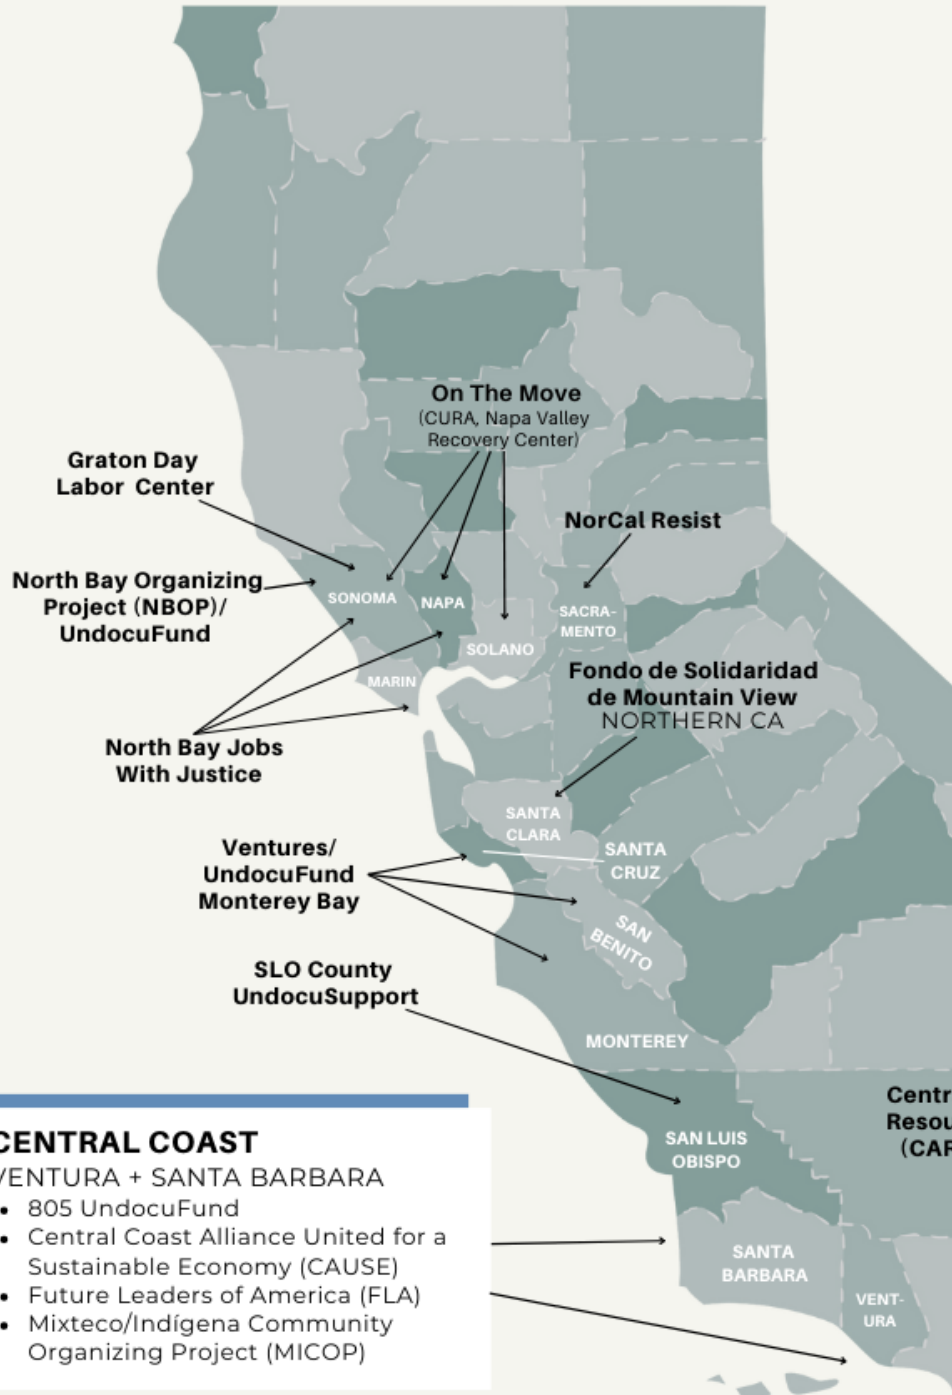 On The Move
(CURA, Napa Valley
Recovery Center)
Graton Day
Labor Center
NorCal Resist
North Bay Organizing
Project (NBOP)/
UndocuFund
SONOMA
NAPA
SACRA-
MENTO
SOLANO
MARIN
Fondo de Solidaridad
de Mountain View
NORTHERN CA
North Bay Jobs
With Justice
SANTA
CLARA
Ventures/
UndocuFund
Monterey Bay
SANTA
CRUZ
SAN
BENITO
SLO County
UndocuSupport
MONTEREY
SAN LUIS
OBISPO
CENTRAL COAST
VENTURA + SANTA BARBARA
• 805 UndocuFund
• Central Coast Alliance United for a
Sustainable Economy (CAUSE)
• Future Leaders of America (FLA)
• Mixteco/Indígena Community
Organizing Project (MICOP)
SANTA
BARBARA
VENT-
URA